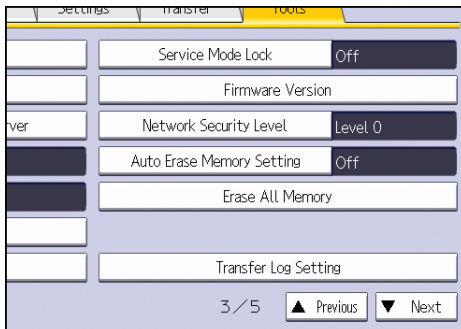 Settings Transfer Tools
Service Mode Lock Off
Firmware Version
rver Network Security Level Level 0
Auto Erase Memory Setting Off
Erase All Memory
Transfer Log Setting
3/5 ▲ Previous ▼ Next